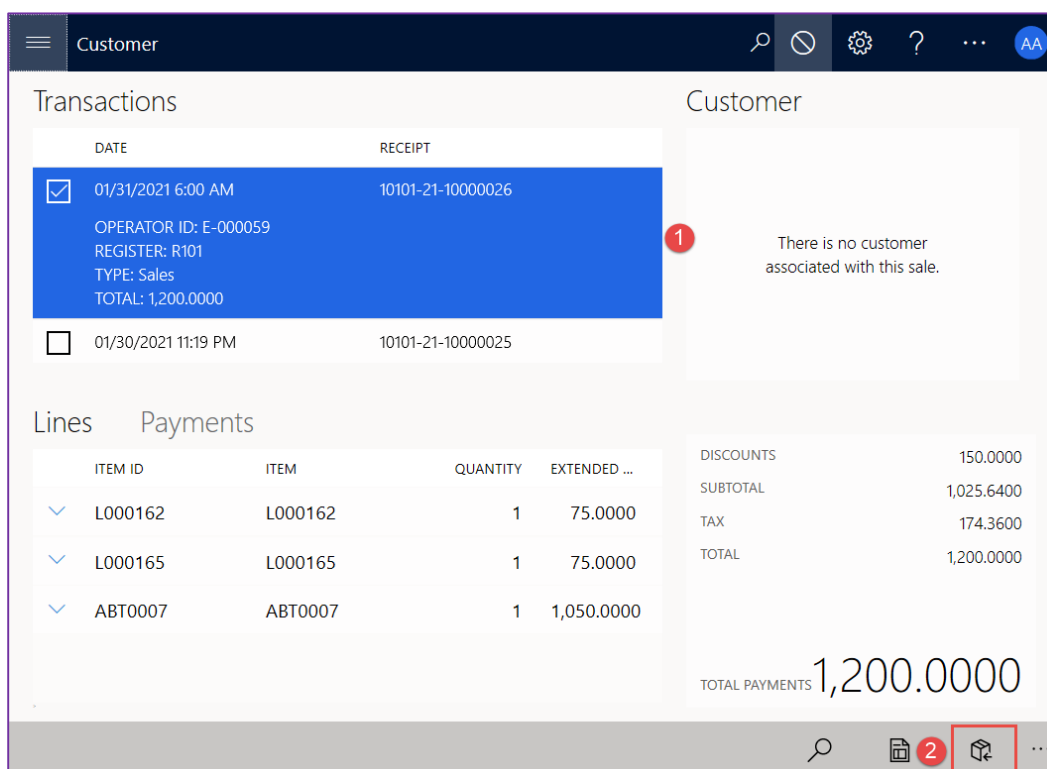 Customer
AA
Transactions
DATE RECEIPT
01/31/2021 6:00 AM 10101-21-10000026
OPERATOR ID: E-000059
REGISTER: R101
TYPE: Sales
TOTAL: 1,200.0000
1
01/30/2021 11:19 PM 10101-21-10000025
Customer
There is no customer
associated with this sale.
Lines Payments
ITEM ID ITEM QUANTITY EXTENDED ...
L000162 L000162 1 75.0000
L000165 L000165 1 75.0000
ABT0007 ABT0007 1 1,050.0000
DISCOUNTS 150.0000
SUBTOTAL 1,025.6400
TAX 174.3600
TOTAL 1,200.0000
TOTAL PAYMENTS 1,200.0000
2